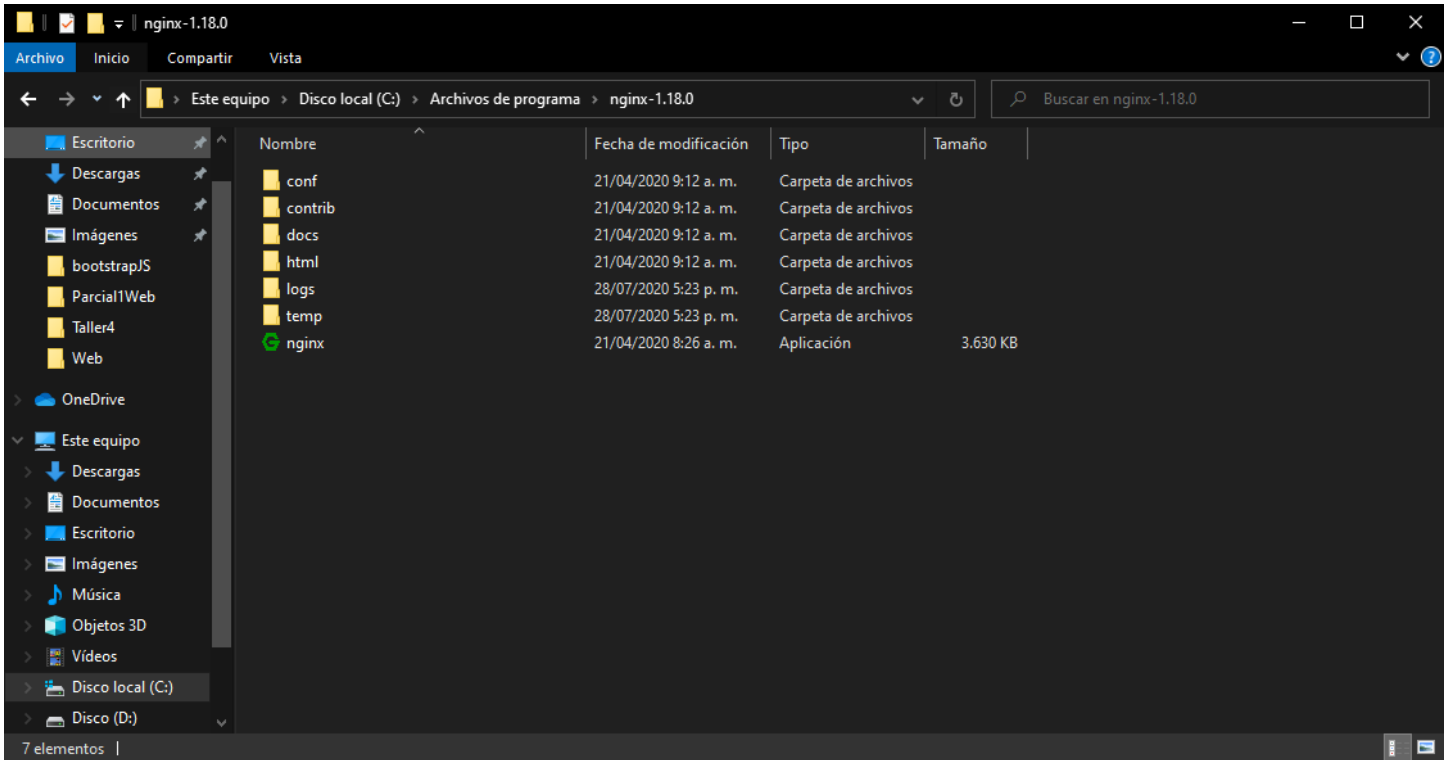 nginx-1.18.0
Archivo Inicio Compartir Vista
Este equipo > Disco local (C:) > Archivos de programa > nginx-1.18.0 Buscar en nginx-1.18.0
Escritorio
Descargas
Documentos
Imágenes
bootstrapJS
Parcial1Web
Taller4
Web
OneDrive
Este equipo
Descargas
Documentos
Escritorio
Imágenes
Música
Objetos 3D
Vídeos
Disco local (C:)
Disco (D:)
Nombre Fecha de modificación Tipo Tamaño
conf 21/04/2020 9:12 a. m. Carpeta de archivos
contrib 21/04/2020 9:12 a. m. Carpeta de archivos
docs 21/04/2020 9:12 a. m. Carpeta de archivos
html 21/04/2020 9:12 a. m. Carpeta de archivos
logs 28/07/2020 5:23 p. m. Carpeta de archivos
temp 28/07/2020 5:23 p. m. Carpeta de archivos
nginx 21/04/2020 8:26 a. m. Aplicación 3.630 KB
7 elementos